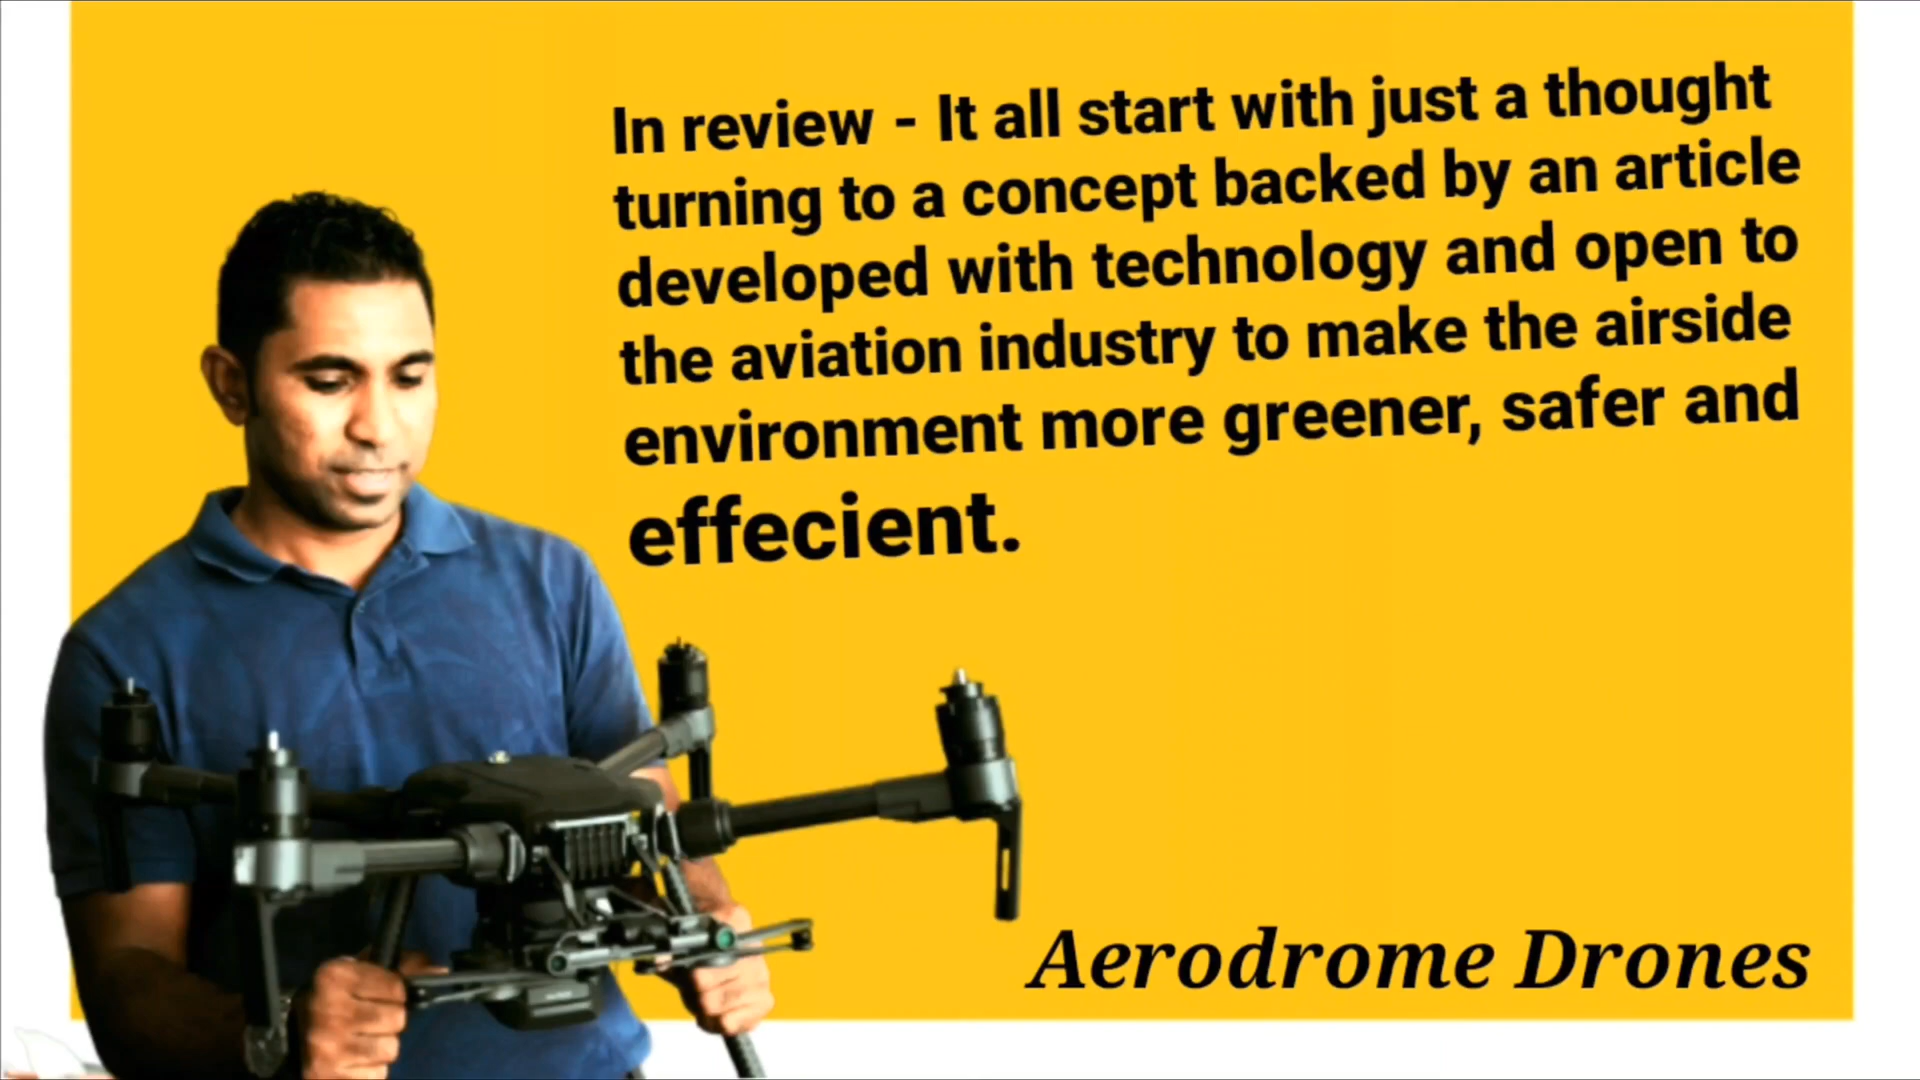 In review - It all start with just a thought
turning to a concept backed by an article
developed with technology and open to
the aviation industry to make the airside
environment more greener, safer and
effecient.
Aerodrome Drones